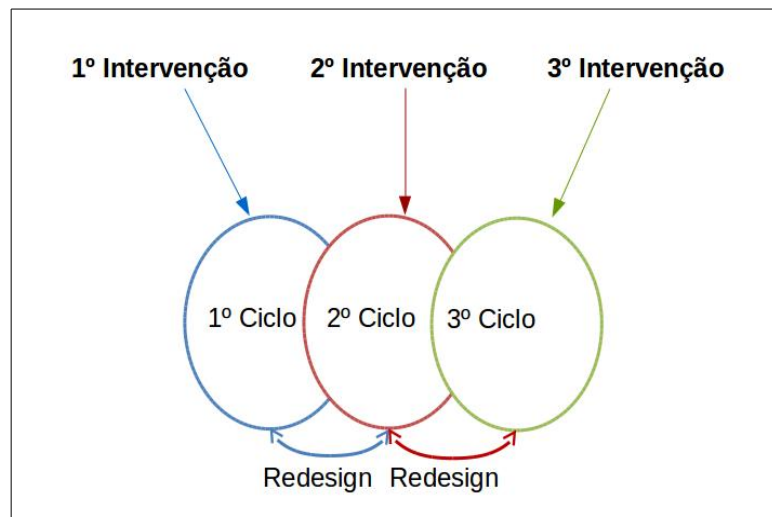 1º Intervenção 2º Intervenção 3º Intervenção
1º Ciclo 2º Ciclo 3º Ciclo
Redesign Redesign